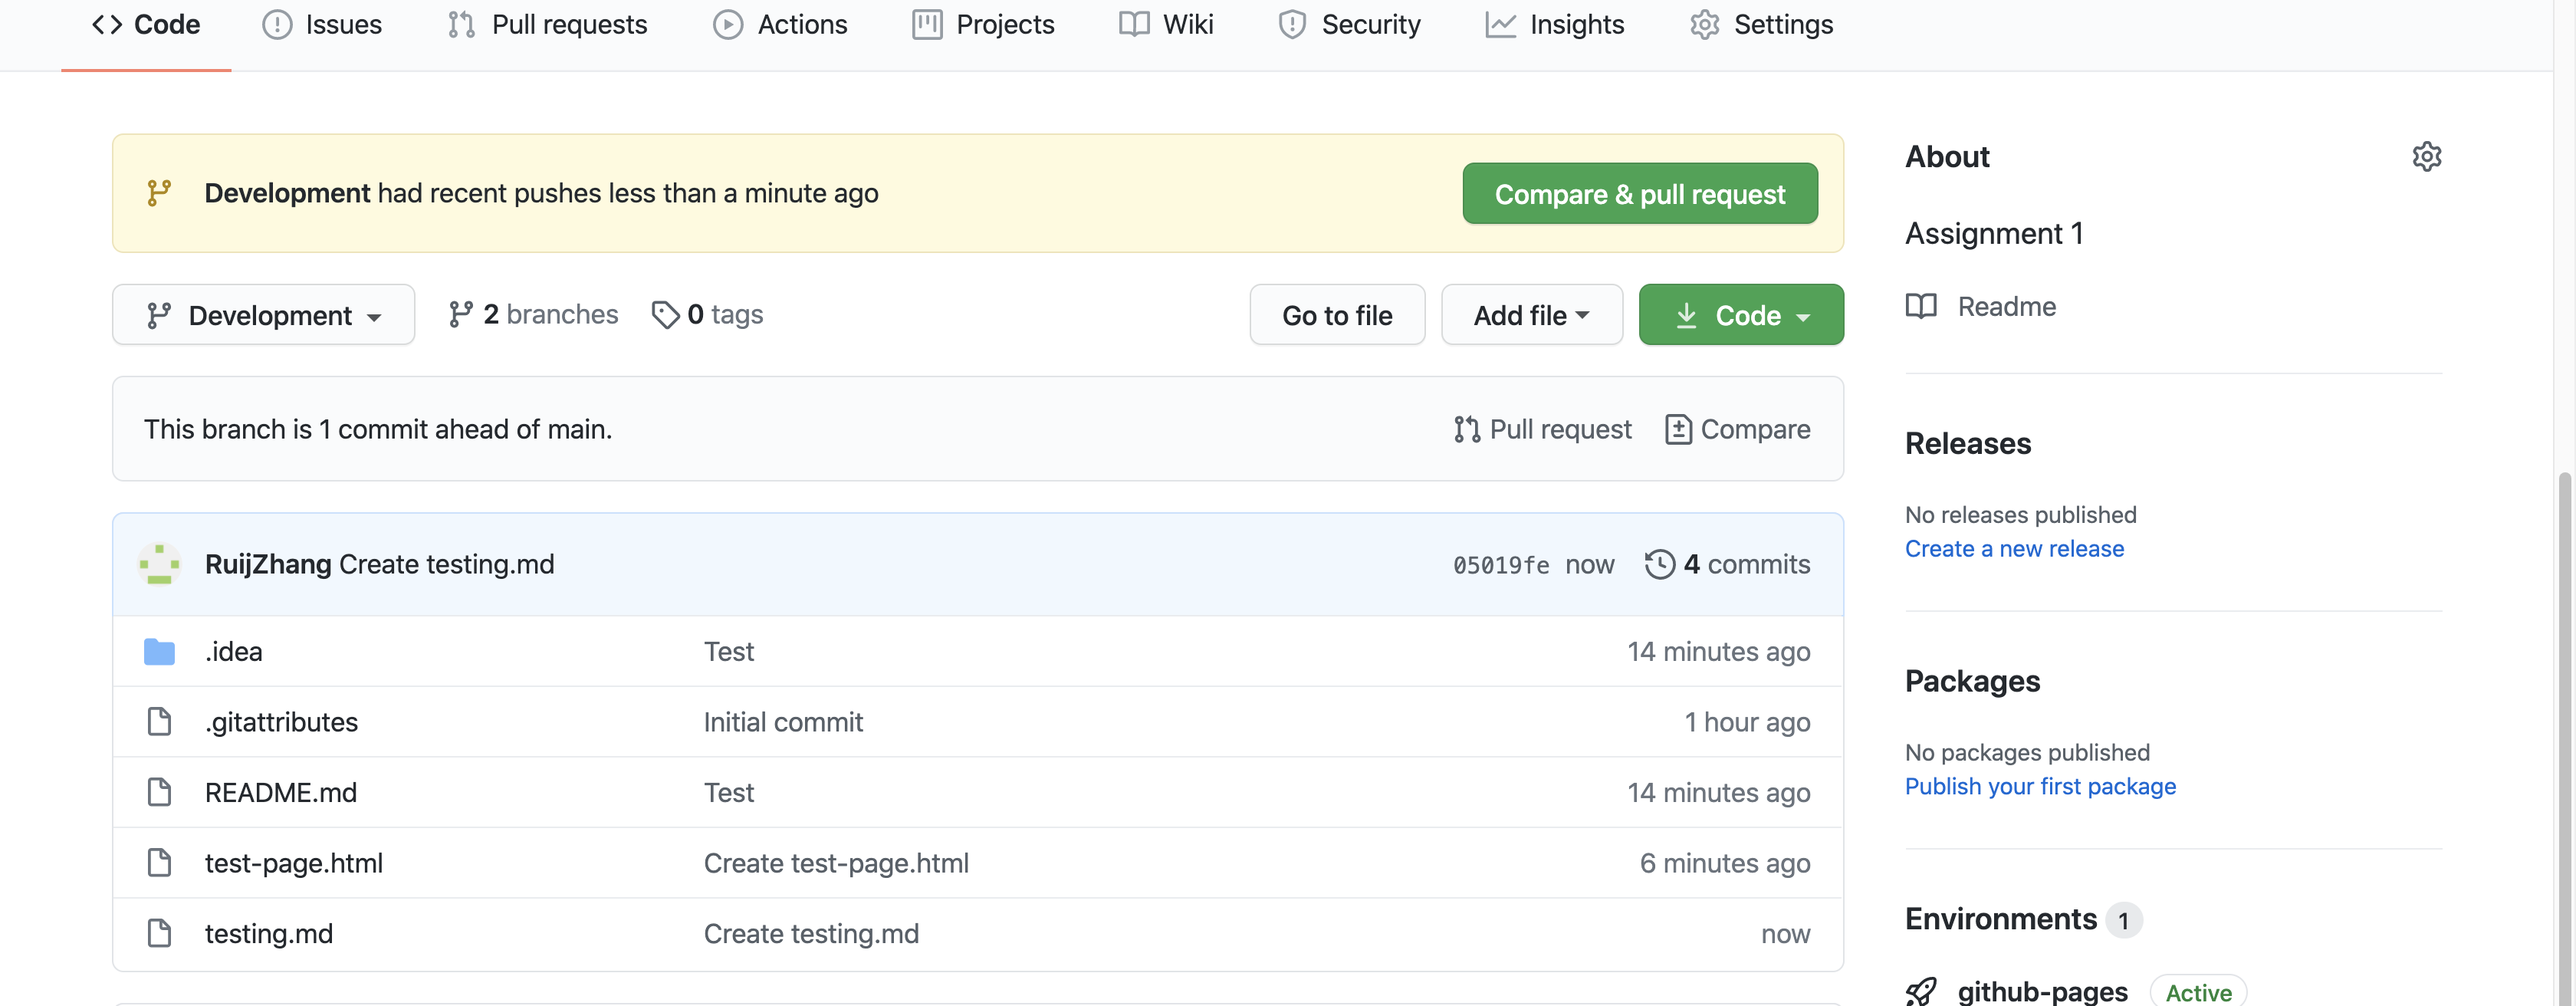 Code Issues Pull requests Actions Projects Wiki Security Insights Settings
Development had recent pushes less than a minute ago Compare & pull request
Development 2 branches 0 tags Go to file Add file Code
This branch is 1 commit ahead of main. Pull request Compare
RuijZhang Create testing.md 05019fe now 4 commits
.idea Test 14 minutes ago
.gitattributes Initial commit 1 hour ago
README.md Test 14 minutes ago
test-page.html Create test-page.html 6 minutes ago
testing.md Create testing.md now
About
Assignment 1
Readme
Releases
No releases published
Create a new release
Packages
No packages published
Publish your first package
Environments 1
github-pages Active